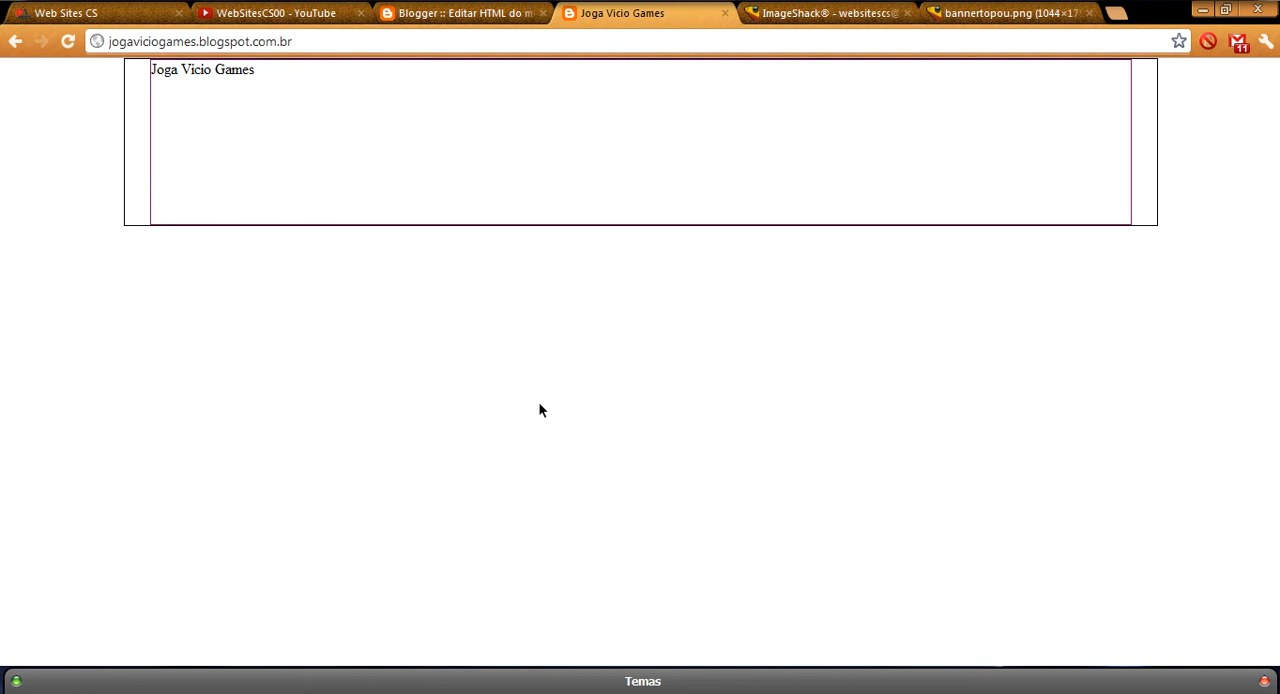 Web Sites CS
WebSitesCS00 - YouTube
Blogger :: Editar HTML do m
Joga Vicio Games
ImageShack® - websitescs@
bannertopou.png (1044×17
jogaviciogames.blogspot.com.br
11
Joga Vicio Games
Temas